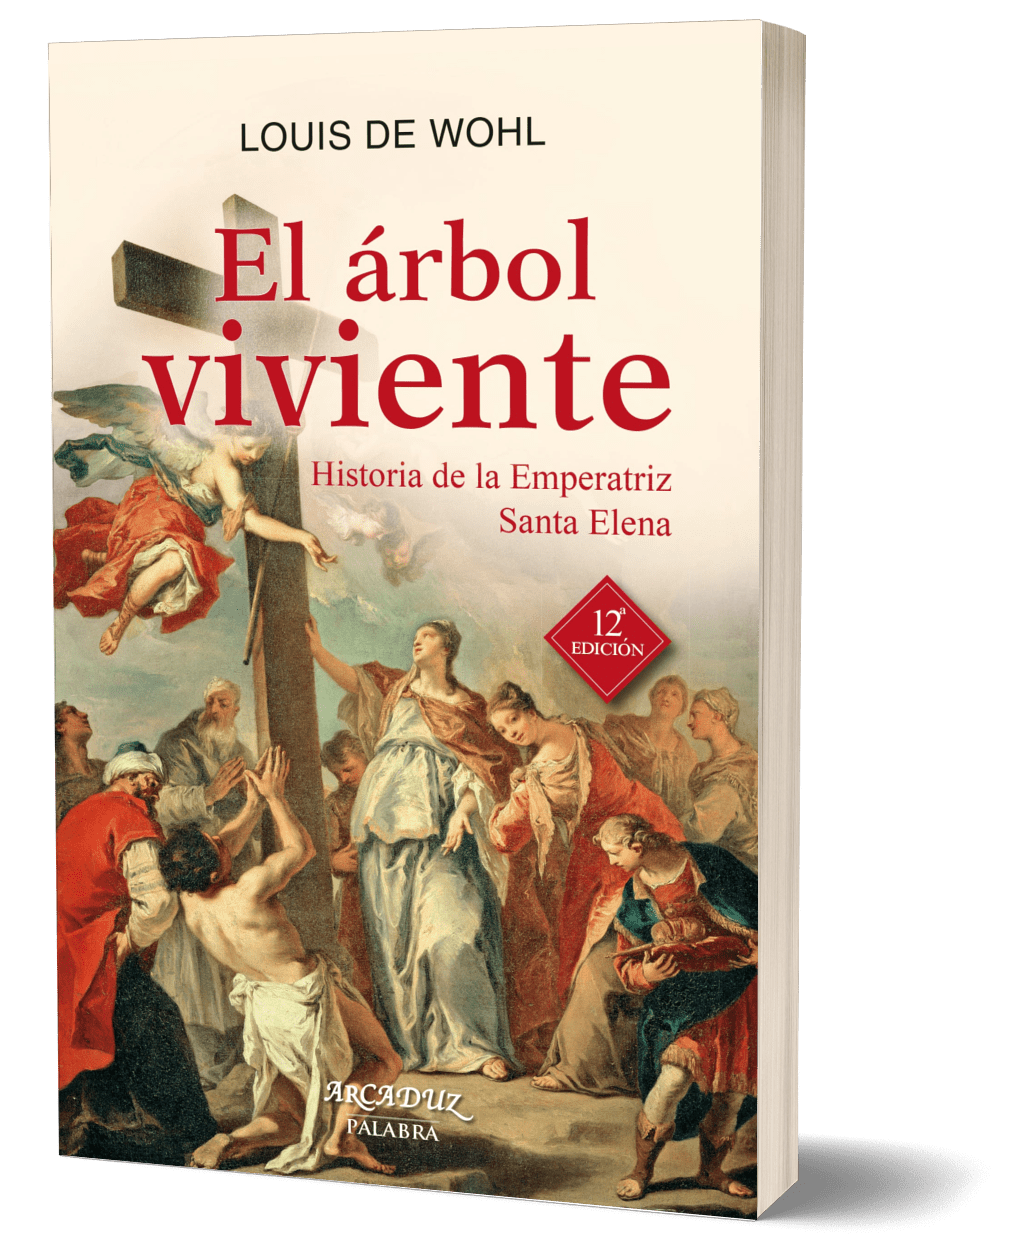 LOUIS DE WOHL
El árbol
viviente
Historia de la Emperatriz
Santa Elena
12ª
EDICIÓN
ARCADUZ
PALABRA